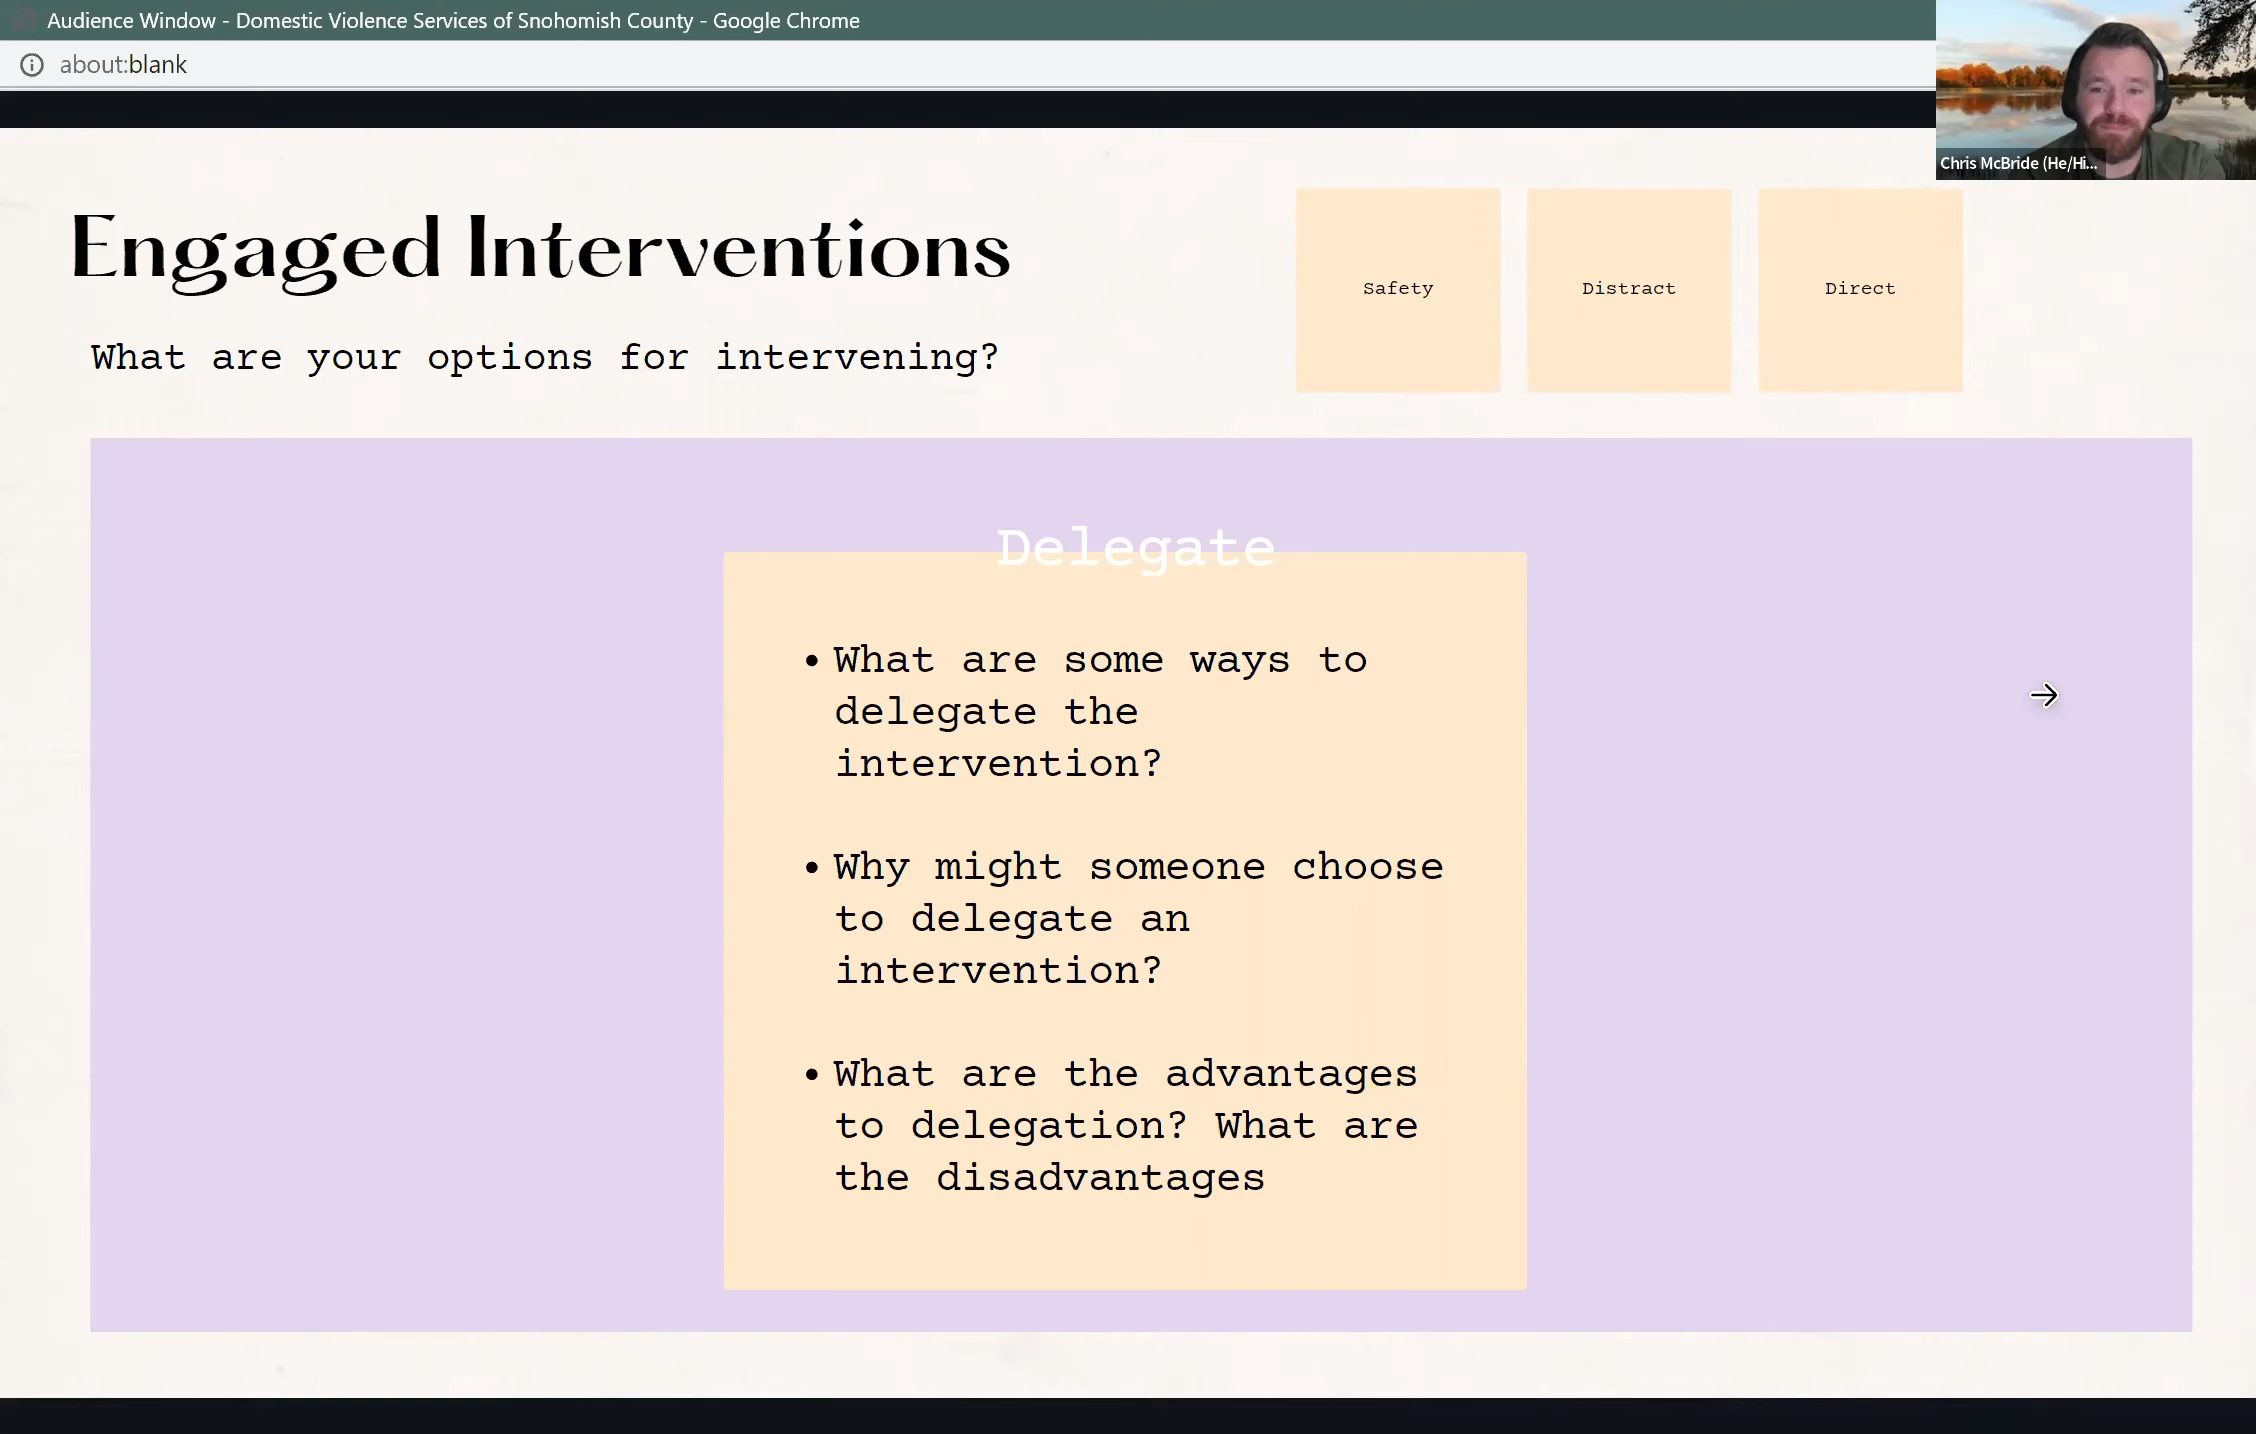 Audience Window - Domestic Violence Services of Snohomish County - Google Chrome
about:blank
Chris McBride (He/Hi...
Engaged Interventions
What are your options for intervening?
Safety
Distract
Direct
Delegate
• What are some ways to
delegate the
intervention?
• Why might someone choose
to delegate an
intervention?
• What are the advantages
to delegation? What are
the disadvantages